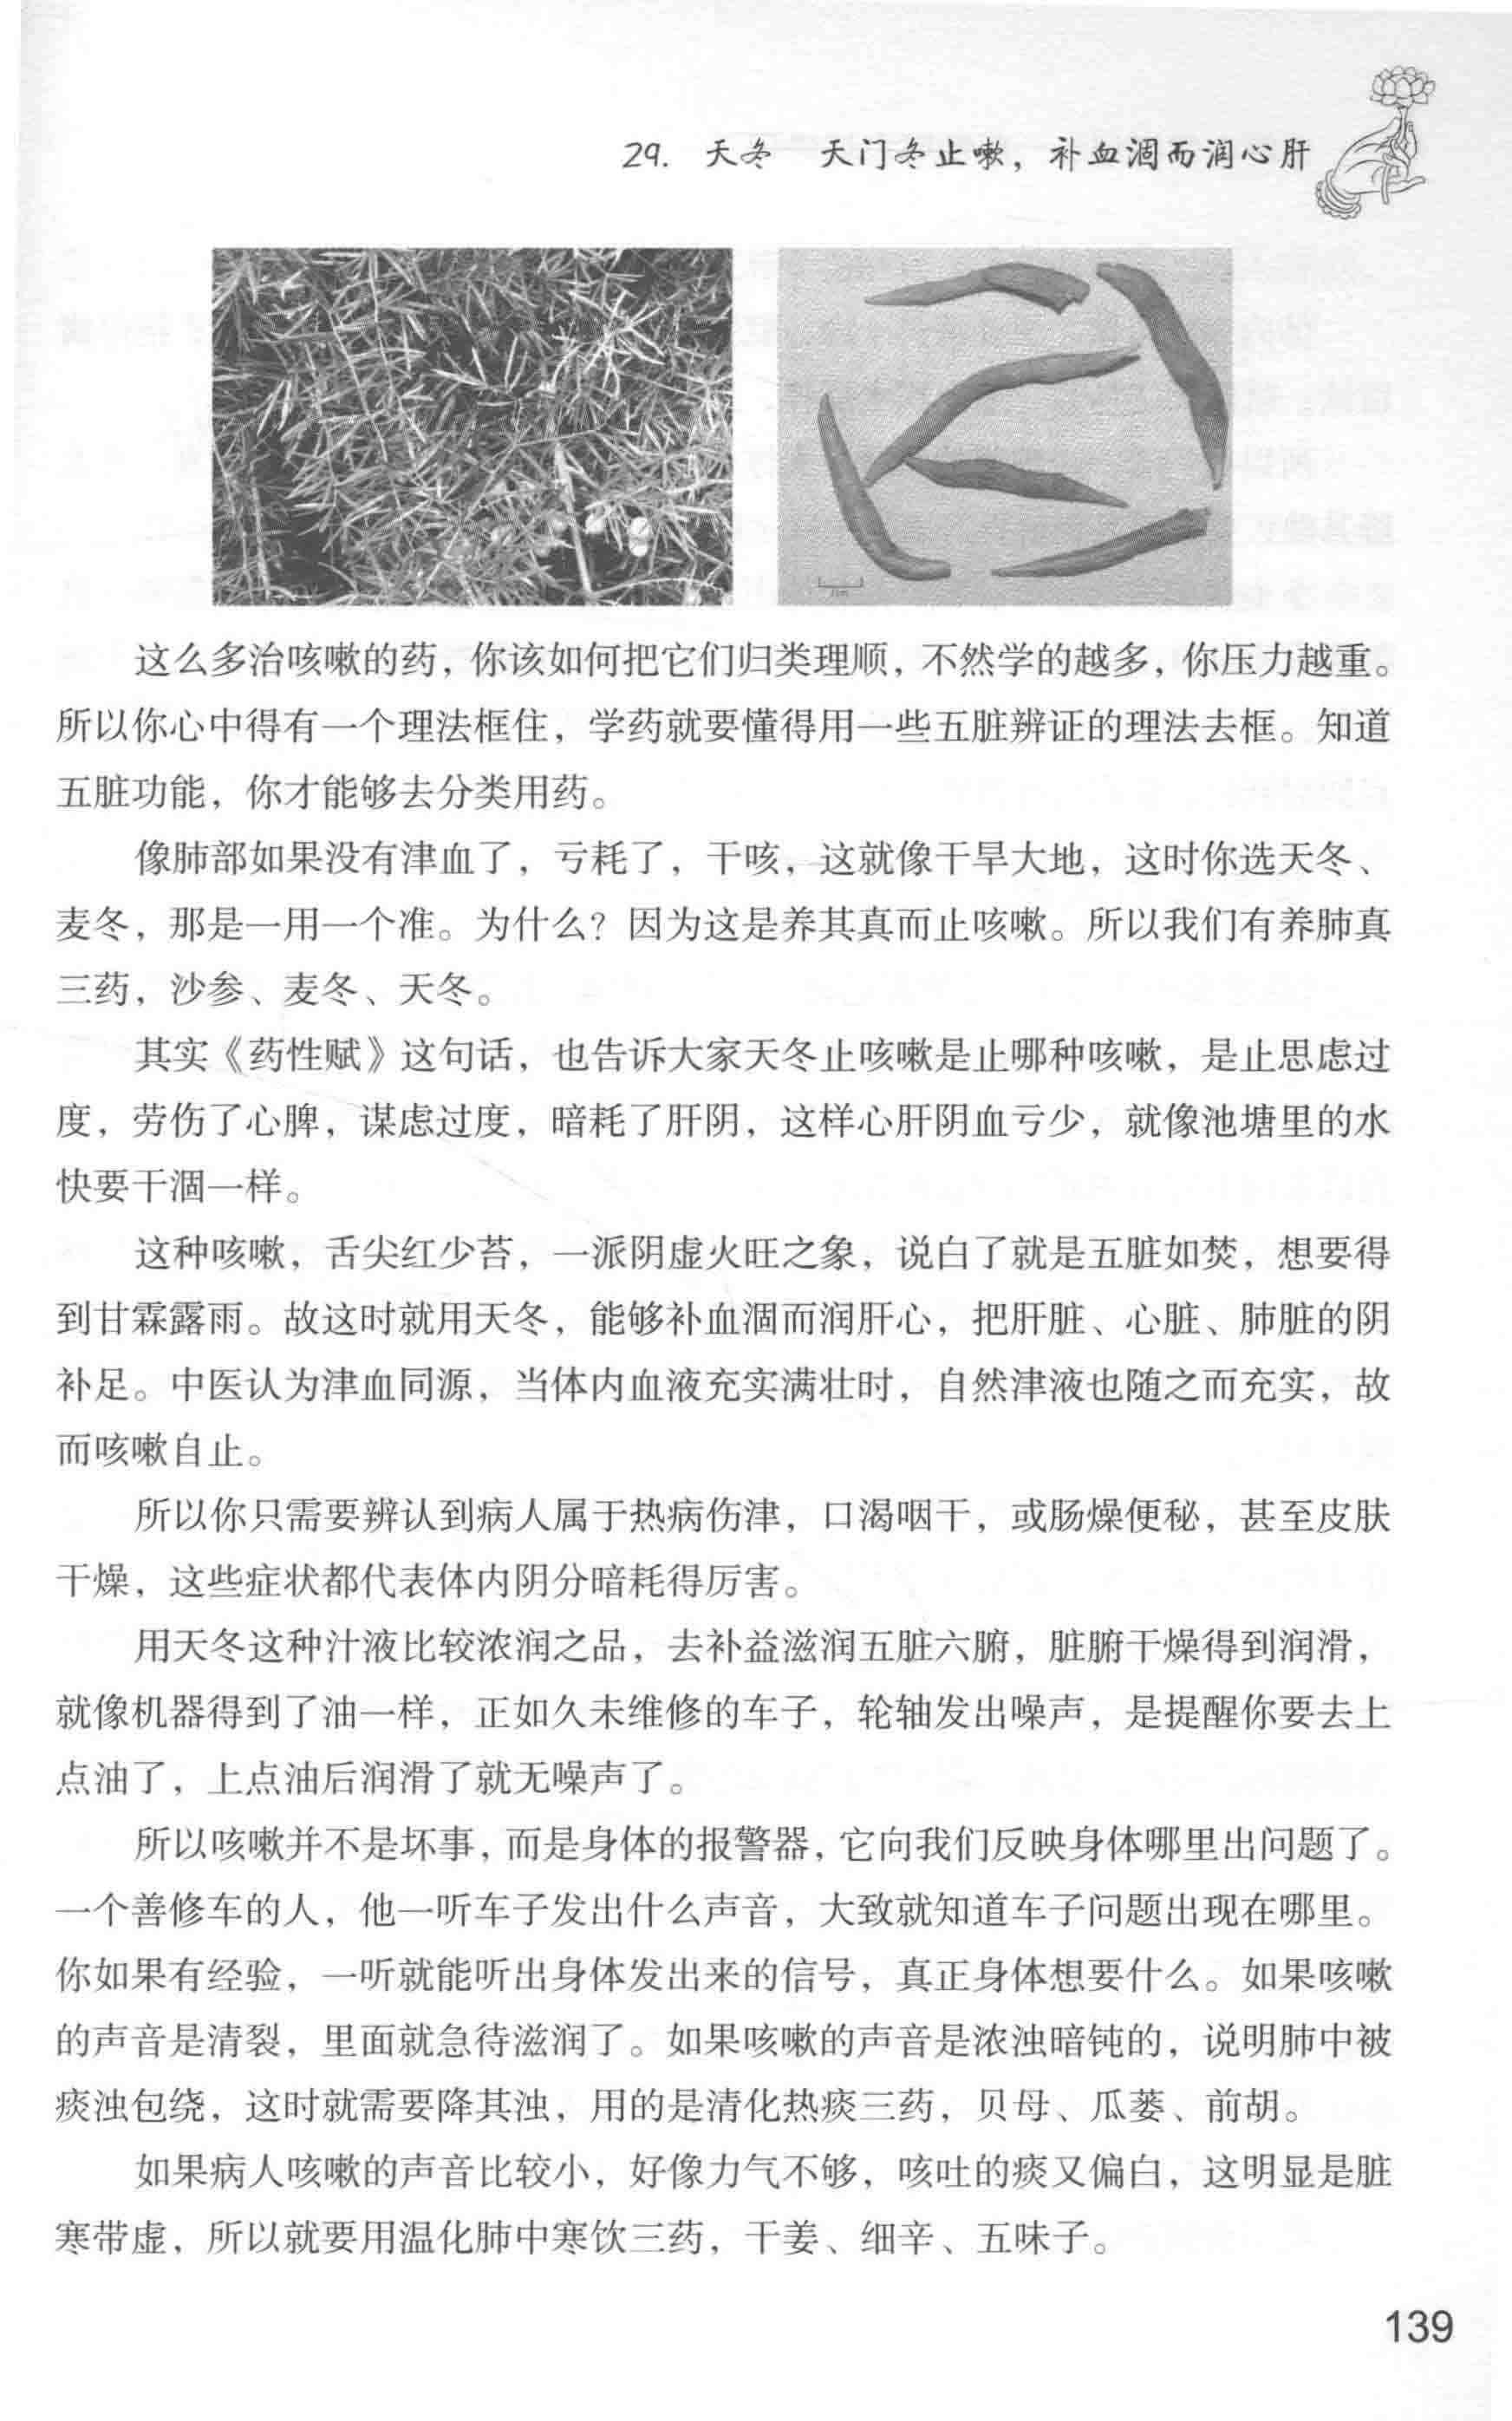 29. 天冬 天门冬止嗽，补血涸而润心肝
这么多治咳嗽的药，你该如何把它们归类理顺，不然学的越多，你压力越重。
所以你心中得有一个理法框住，学药就要懂得用一些五脏辨证的理法去框。知道
五脏功能，你才能够去分类用药。
像肺部如果没有津血了，亏耗了，干咳，这就像干旱大地，这时你选天冬、
麦冬，那是一用一个准。为什么？因为这是养其真而止咳嗽。所以我们有养肺真
三药，沙参、麦冬、天冬。
其实《药性赋》这句话，也告诉大家天冬止咳嗽是止哪种咳嗽，是止思虑过
度，劳伤了心脾，谋虑过度，暗耗了肝阴，这样心肝阴血亏少，就像池塘里的水
快要干涸一样。
这种咳嗽，舌尖红少苔，一派阴虚火旺之象，说白了就是五脏如焚，想要得
到甘霖露雨。故这时就用天冬，能够补血涸而润肝心，把肝脏、心脏、肺脏的阴
补足。中医认为津血同源，当体内血液充实满壮时，自然津液也随之而充实，故
而咳嗽自止。
所以你只需要辨认到病人属于热病伤津，口渴咽干，或肠燥便秘，甚至皮肤
干燥，这些症状都代表体内阴分暗耗得厉害。
用天冬这种汁液比较浓润之品，去补益滋润五脏六腑，脏腑干燥得到润滑，
就像机器得到了油一样，正如久未维修的车子，轮轴发出噪声，是提醒你要去上
点油了，上点油后润滑了就无噪声了。
所以咳嗽并不是坏事，而是身体的报警器，它向我们反映身体哪里出问题了。
一个善修车的人，他一听车子发出什么声音，大致就知道车子问题出现在哪里。
你如果有经验，一听就能听出身体发出来的信号，真正身体想要什么。如果咳嗽
的声音是清裂，里面就急待滋润了。如果咳嗽的声音是浓浊暗钝的，说明肺中被
痰浊包绕，这时就需要降其浊，用的是清化热痰三药，贝母、瓜蒌、前胡。
如果病人咳嗽的声音比较小，好像力气不够，咳吐的痰又偏白，这明显是脏
寒带虚，所以就要用温化肺中寒饮三药，干姜、细辛、五味子。
139